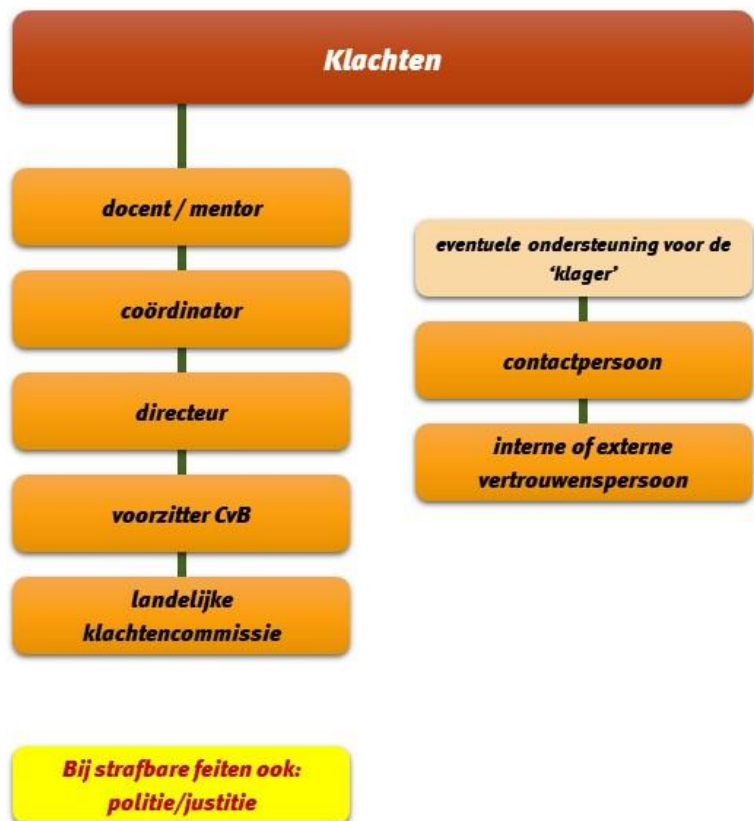 Klachten
docent / mentor
coördinator
directeur
voorzitter CvB
landelijke
klachtencommissie
Bij strafbare feiten ook:
politie/justitie
eventuele ondersteuning voor de
‘klager’
contactpersoon
interne of externe
vertrouwenspersoon